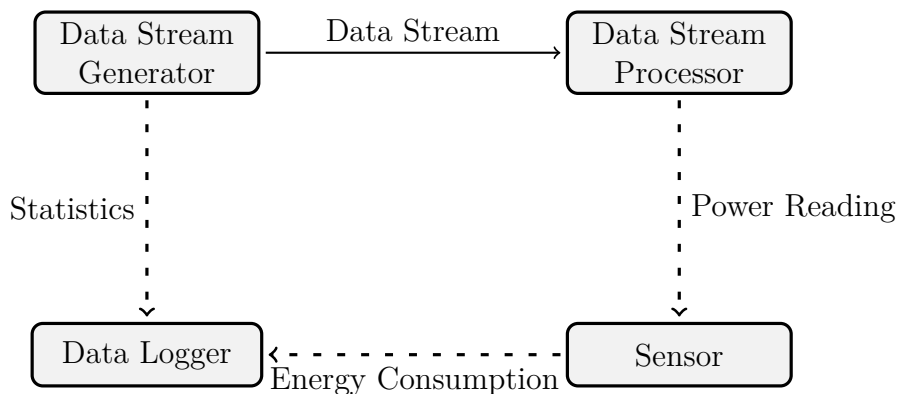 Data Stream
Generator
Data Stream
Data Stream
Processor
Statistics
Power Reading
Data Logger
Energy Consumption
Sensor